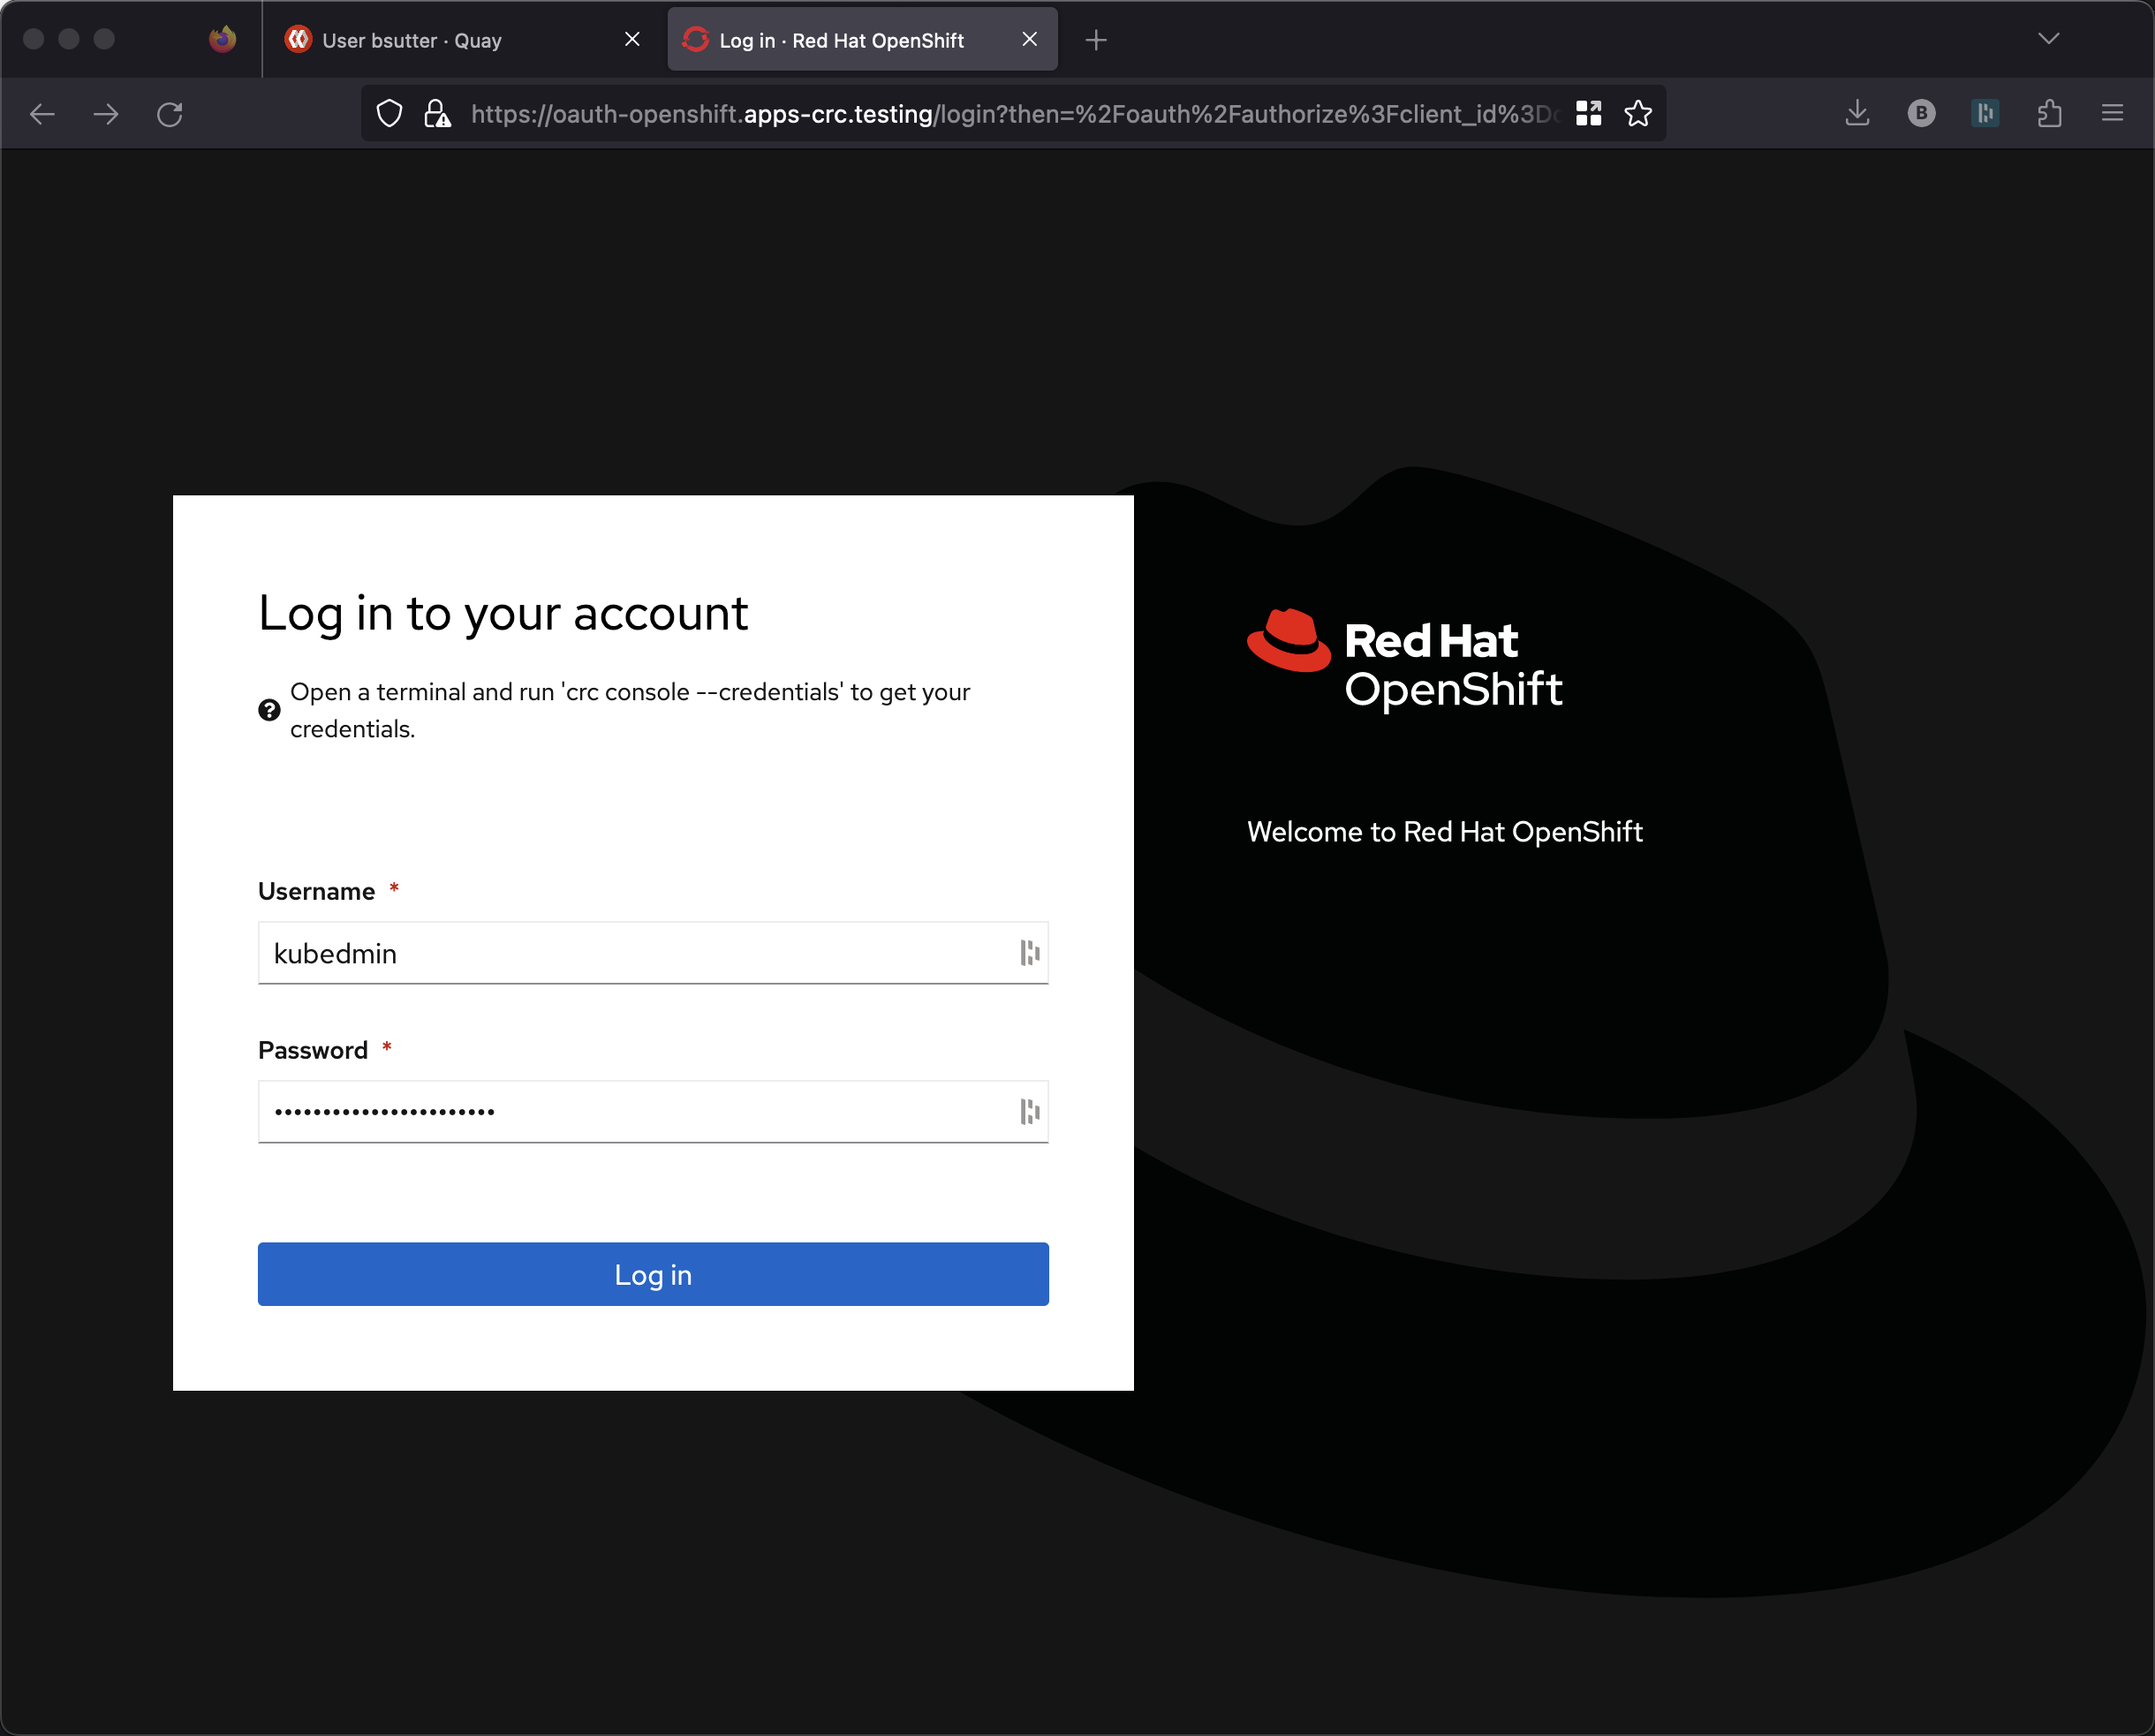 User bsutter · Quay
Log in · Red Hat OpenShift
https://oauth-openshift.apps-crc.testing/login?then=%2Foauth%2Fauthorize%3Fclient_id%3D
B
Log in to your account
Open a terminal and run 'crc console --credentials' to get your
credentials.
Username *
kubedmin
Password *
•••••••••••••••••••••••
Log in
Red Hat
OpenShift
Welcome to Red Hat OpenShift